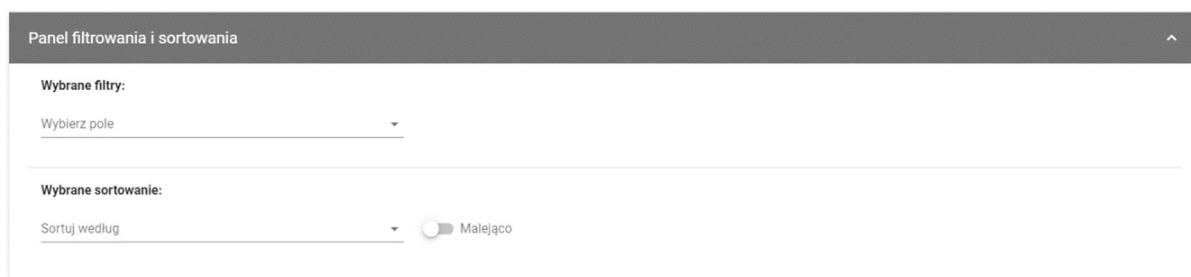 Panel filtrowania i sortowania
Wybrane filtry:
Wybierz pole
Wybrane sortowanie:
Sortuj według
Malejąco